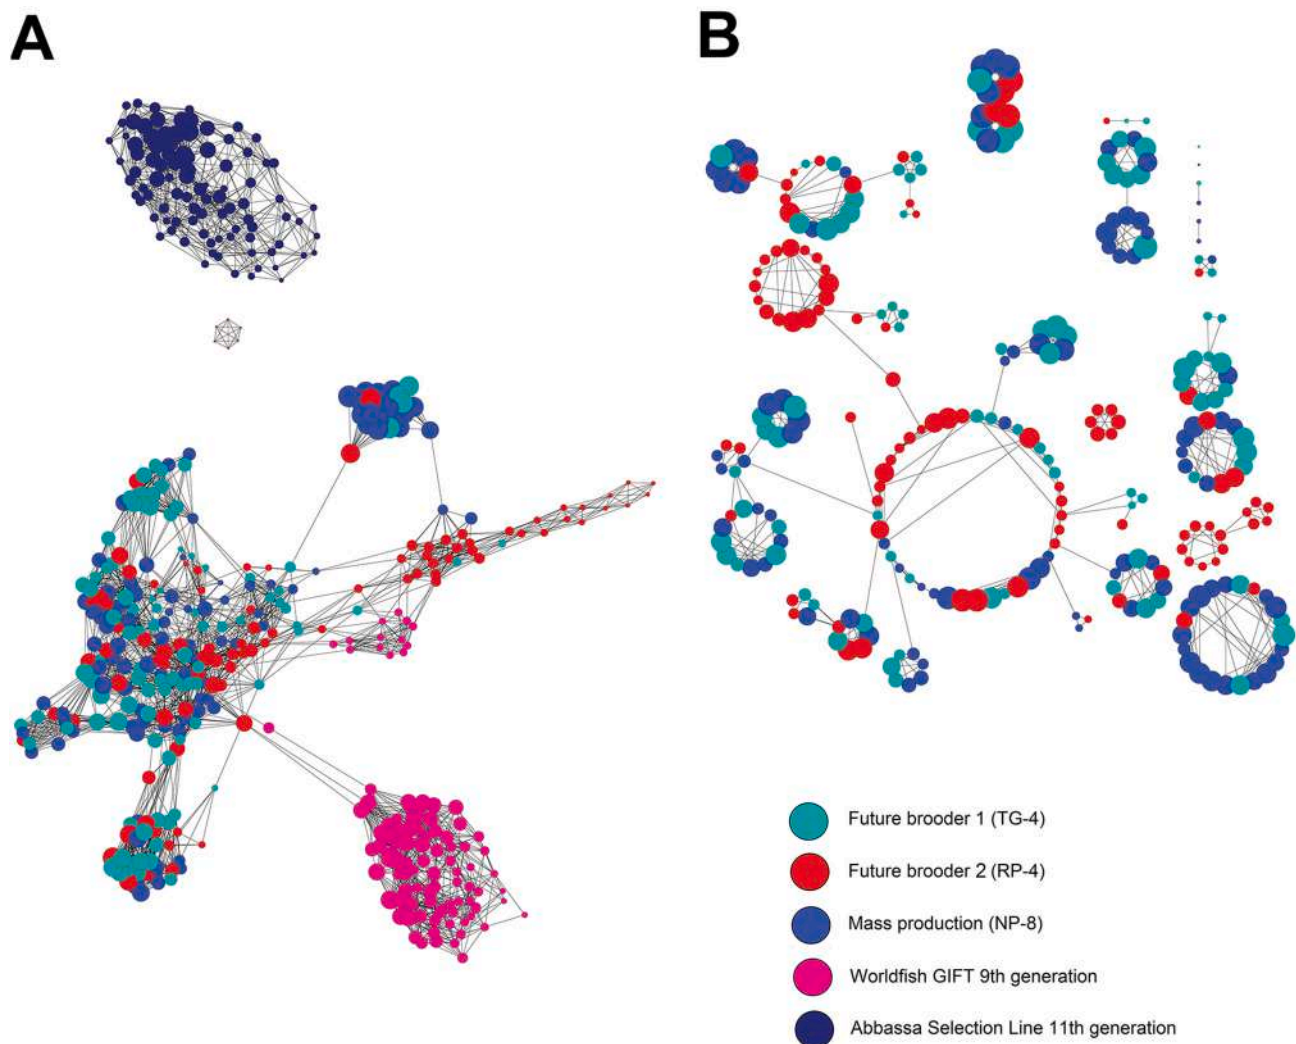 A
B
Future brooder 1 (TG-4)
Future brooder 2 (RP-4)
Mass production (NP-8)
Worldfish GIFT 9th generation
Abbassa Selection Line 11th generation